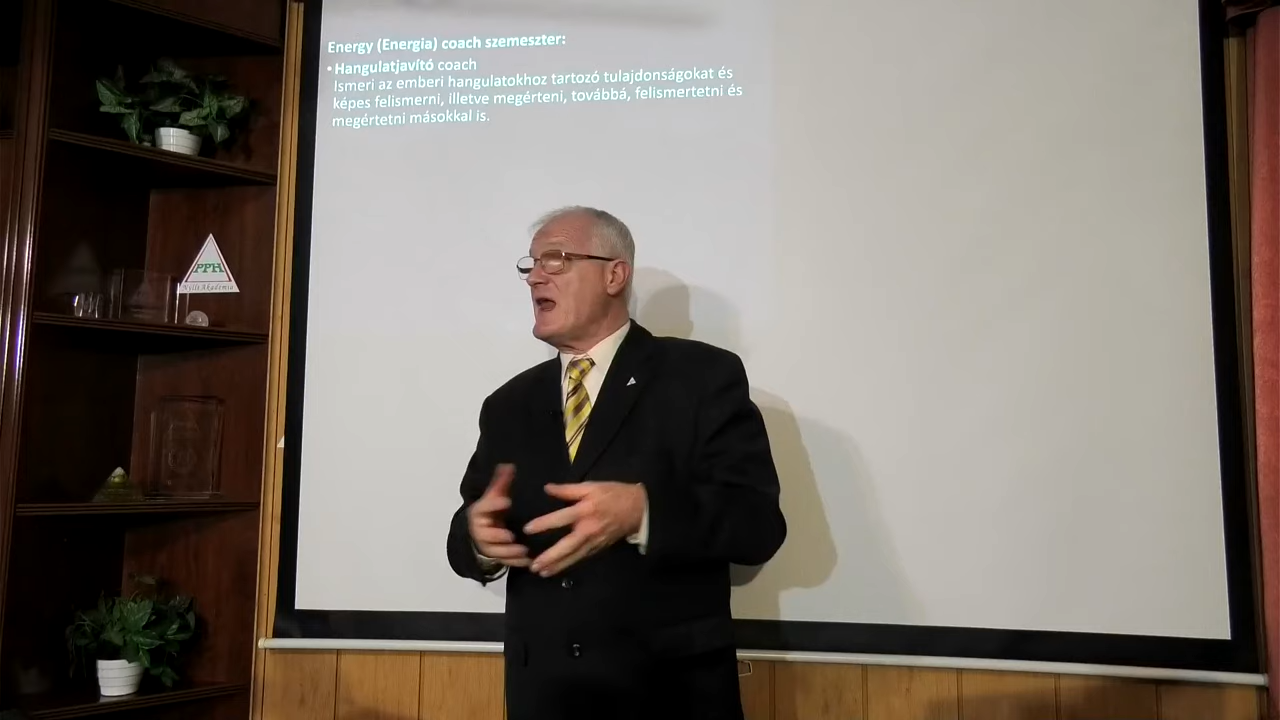 Energy (Energia) coach szemeszter:
• Hangulatjavító coach
Ismeri az emberi hangulatokhoz tartozó tulajdonságokat és
képes felismerni, illetve megérteni, továbbá, felismertetni és
megértetni másokkal is.
PPH
Nyílt Akadémia